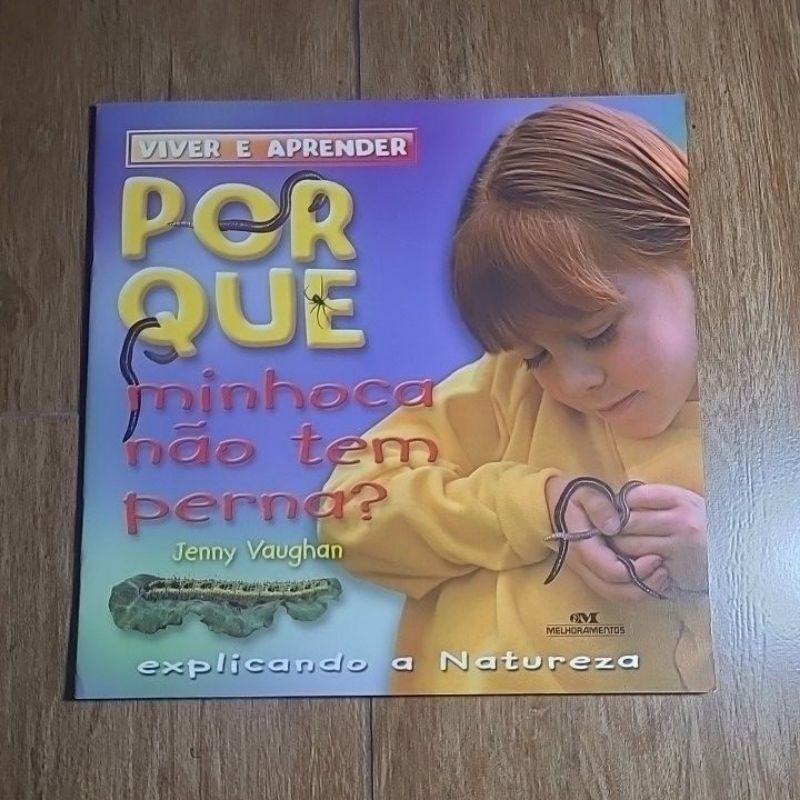 VIVER E APRENDER
POR
QUE
minhoca
não tem
perna?
Jenny Vaughan
MELHORAMENTOS
explicando a Natureza